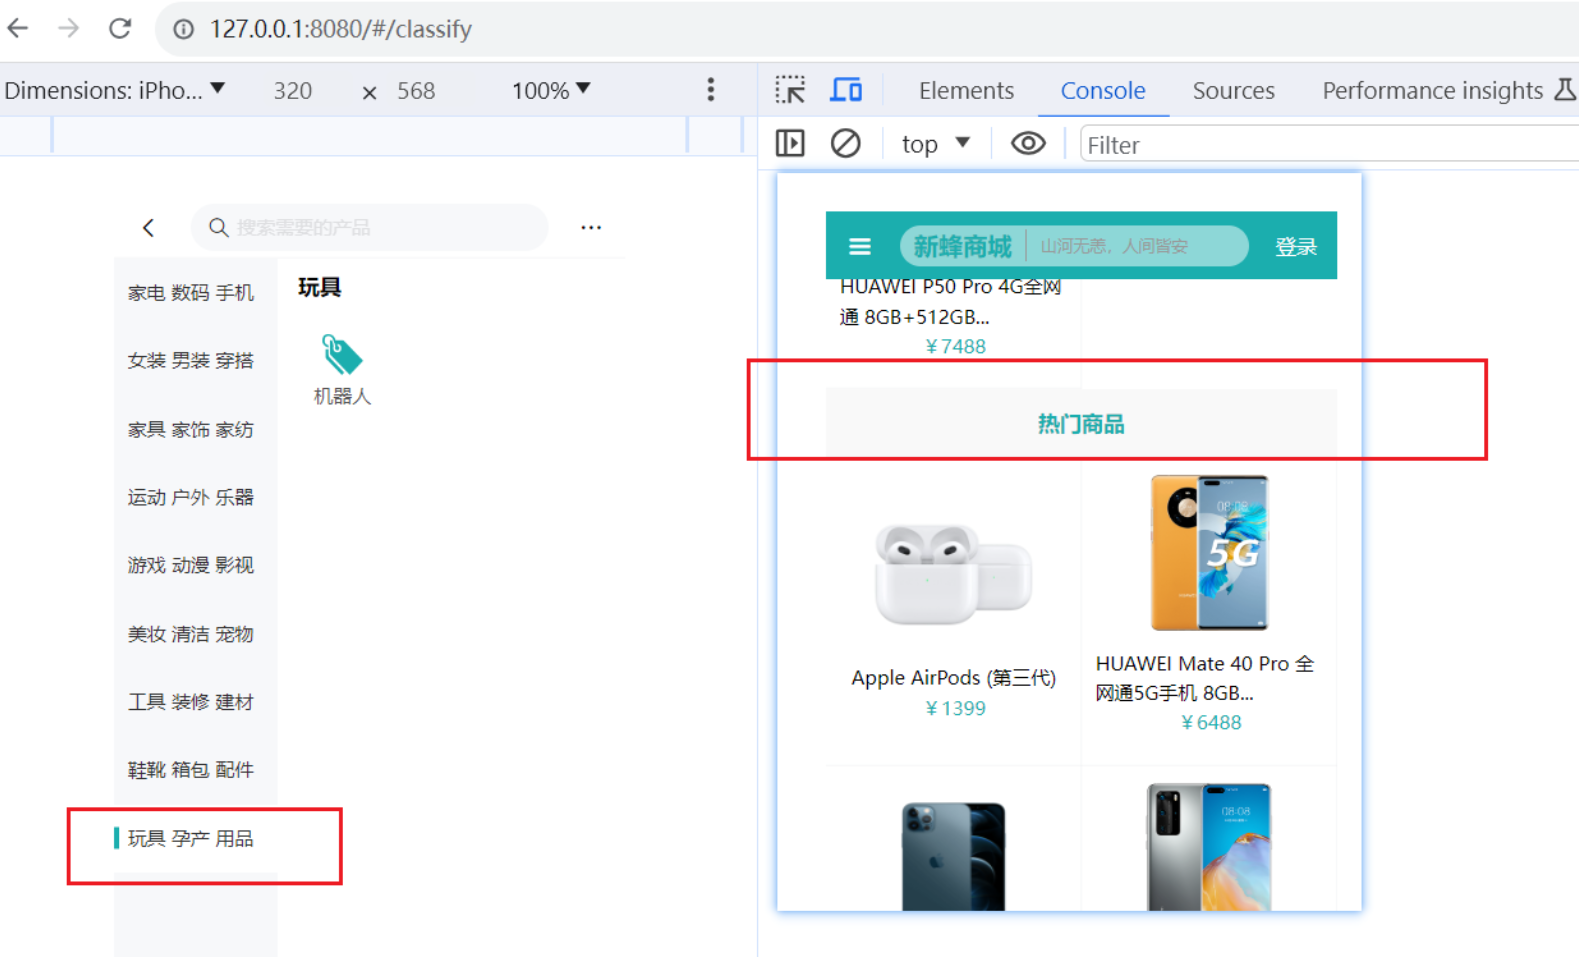 127.0.0.1:8080/#/classify
Dimensions: iPho... 320 × 568 100%
Elements Console Sources Performance insights
top Filter
搜索需要的产品
家电 数码 手机
女装 男装 穿搭
家具 家饰 家纺
运动 户外 乐器
游戏 动漫 影视
美妆 清洁 宠物
工具 装修 建材
鞋靴 箱包 配件
玩具 孕产 用品
玩具
机器人
新蜂商城 山河无恙，人间皆安 登录
HUAWEI P50 Pro 4G全网
通 8GB+512GB...
¥7488
热门商品
08:08
5G
Apple AirPods (第三代)
¥1399
HUAWEI Mate 40 Pro 全
网通5G手机 8GB...
¥6488
08:08